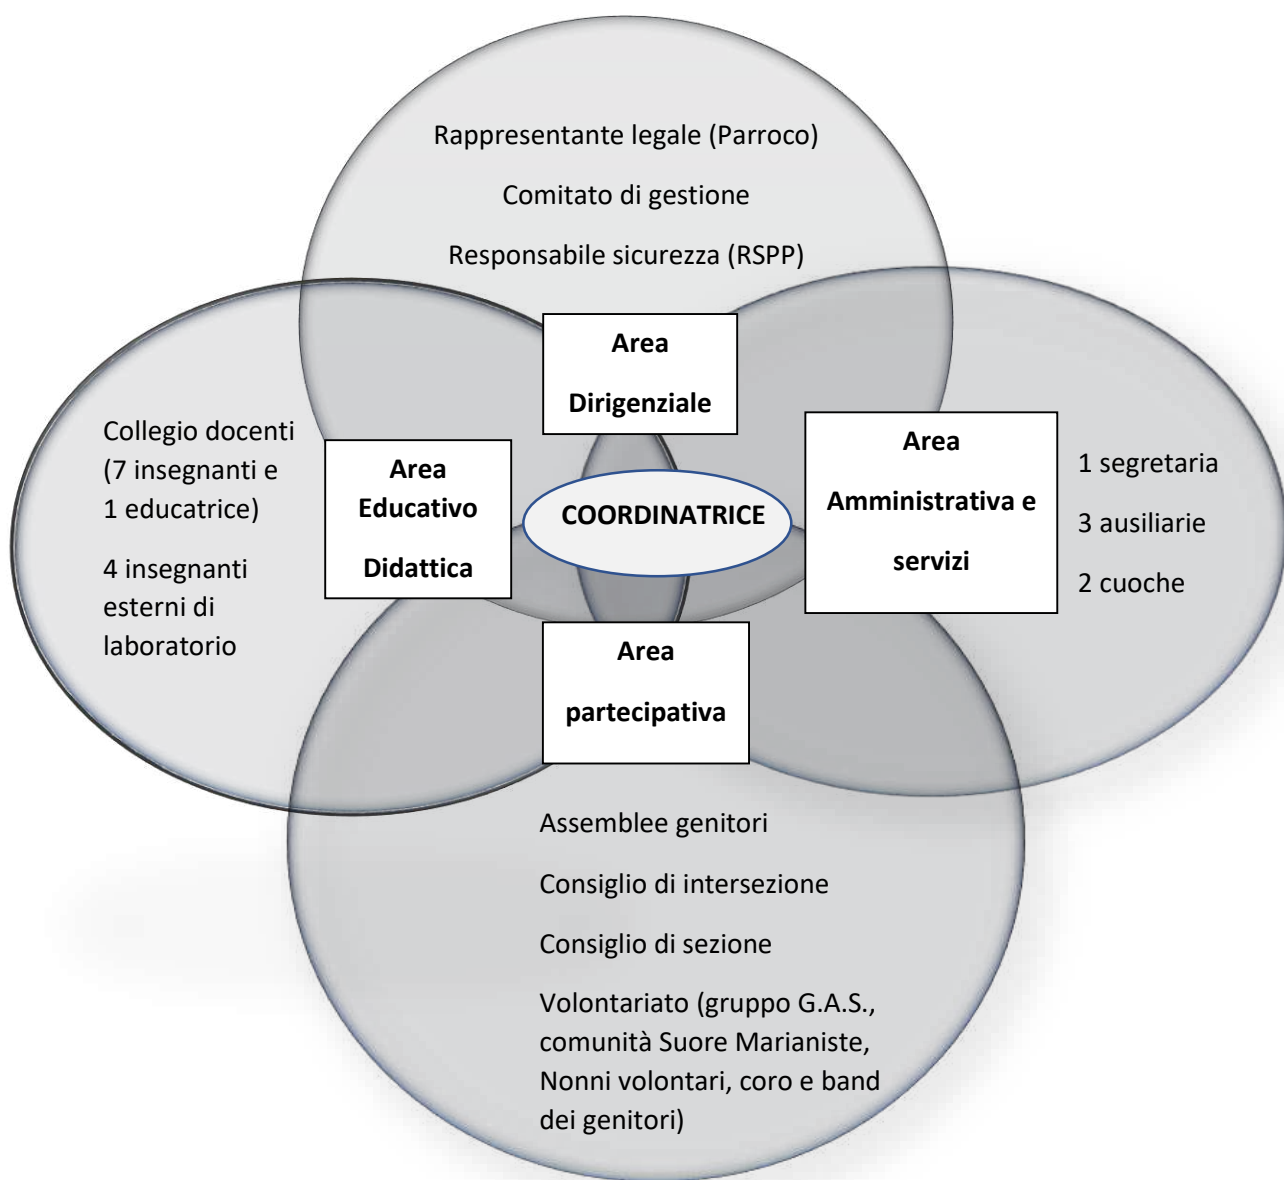 Rappresentante legale (Parroco)
Comitato di gestione
Responsabile sicurezza (RSPP)
Area
Dirigenziale
Collegio docenti
(7 insegnanti e
1 educatrice)
4 insegnanti
esterni di
laboratorio
Area
Educativo
Didattica
COORDINATRICE
Area
Amministrativa e
servizi
1 segretaria
3 ausiliarie
2 cuoche
Area
partecipativa
Assemblee genitori
Consiglio di intersezione
Consiglio di sezione
Volontariato (gruppo G.A.S.,
comunità Suore Marianiste,
Nonni volontari, coro e band
dei genitori)